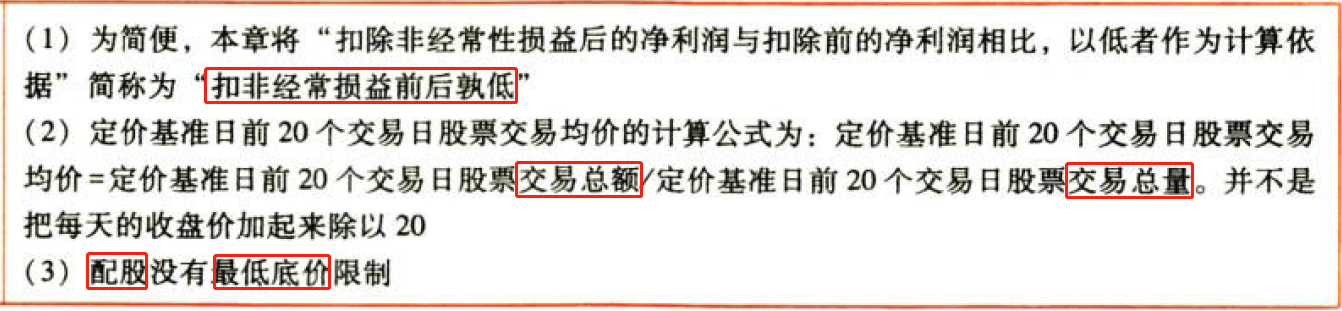 （1）为简便，本章将“扣除非经常性损益后的净利润与扣除前的净利润相比，以低者作为计算依
据”简称为“扣非经常损益前后孰低”
（2）定价基准日前 20 个交易日股票交易均价的计算公式为：定价基准日前 20 个交易日股票交易
均价=定价基准日前 20 个交易日股票交易总额/定价基准日前 20 个交易日股票交易总量。并不是
把每天的收盘价加起来除以 20
（3）配股没有最低底价限制